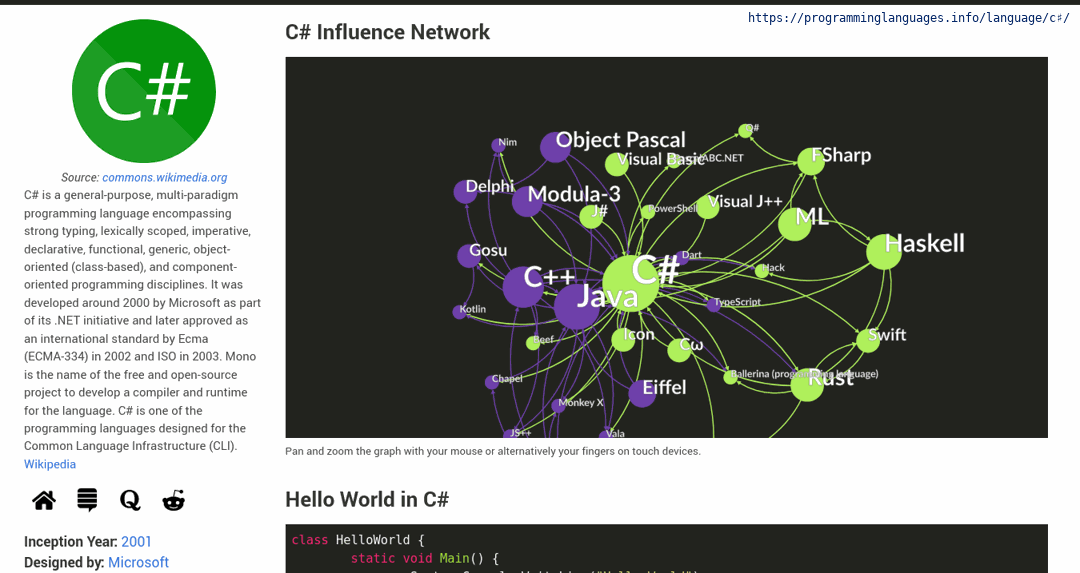 https://programminglanguages.info/language/c♯/
C#
Source: commons.wikimedia.org
C# is a general-purpose, multi-paradigm
programming language encompassing
strong typing, lexically scoped, imperative,
declarative, functional, generic, object-
oriented (class-based), and component-
oriented programming disciplines. It was
developed around 2000 by Microsoft as part
of its .NET initiative and later approved as
an international standard by Ecma
(ECMA-334) in 2002 and ISO in 2003. Mono
is the name of the free and open-source
project to develop a compiler and runtime
for the language. C# is one of the
programming languages designed for the
Common Language Infrastructure (CLI).
Wikipedia
Inception Year: 2001
Designed by: Microsoft
C# Influence Network
Nim
Object Pascal
Visual Basic
ABC.NET
FSharp
Delphi
Modula-3
J#
PowerShell
Visual J++
ML
Gosu
C++
Java
C#
Dart
Hack
Haskell
Kotlin
TypeScript
Beef
Icon
Cω
Swift
Chapel
Eiffel
Ballerina (programming language)
Rust
Monkey X
JS++
Vala
Pan and zoom the graph with your mouse or alternatively your fingers on touch devices.
Hello World in C#
class HelloWorld {
static void Main() {